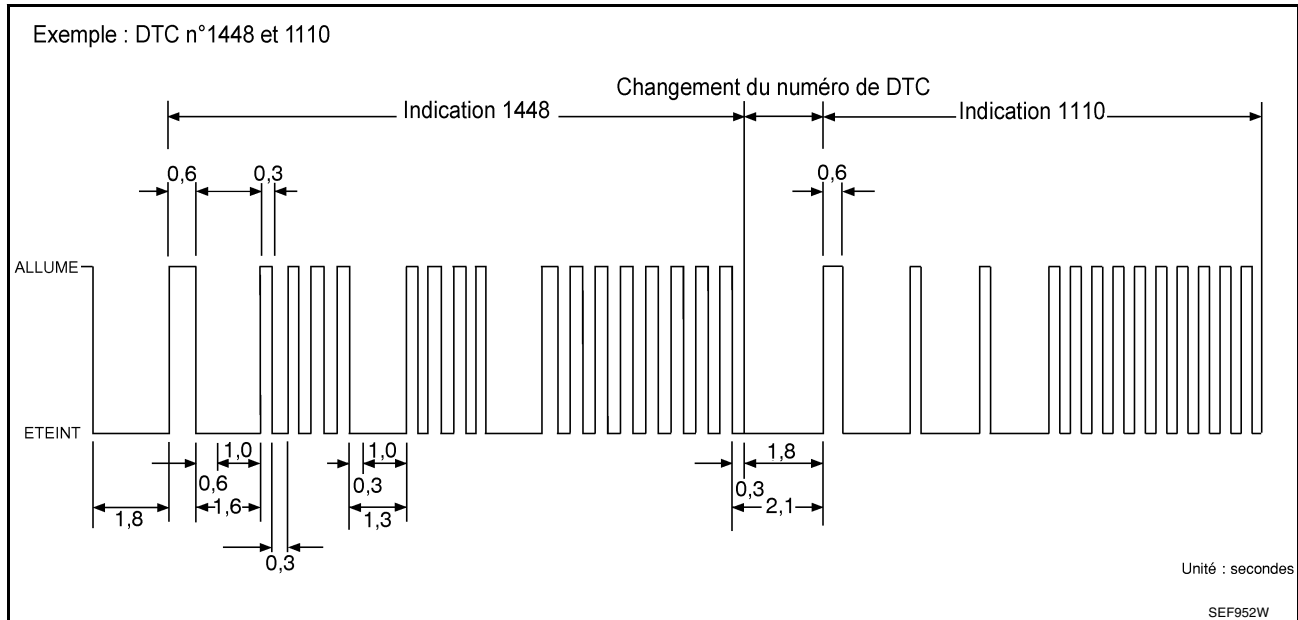 Exemple : DTC n°1448 et 1110
Changement du numéro de DTC
Indication 1448
Indication 1110
0,6
0,3
0,6
ALLUME
ETEINT
1,0
1,0
1,8
0,6
0,3
0,3
1,8
1,6
1,3
2,1
0,3
Unité : secondes
SEF952W